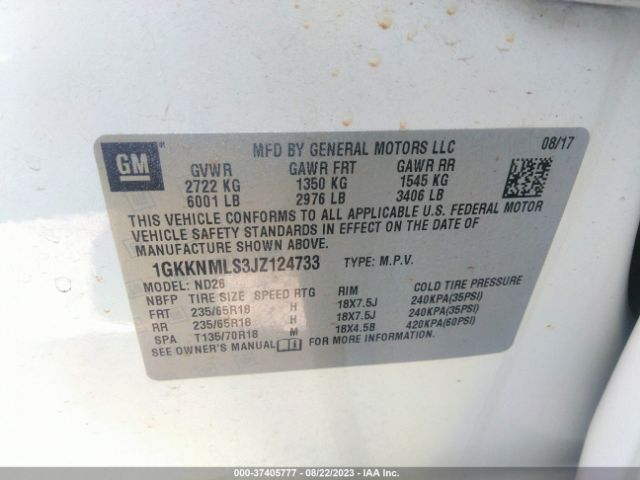 GM
MFD BY GENERAL MOTORS LLC 08/17
GVWR GAWR FRT GAWR RR
2722 KG 1350 KG 1545 KG
6001 LB 2976 LB 3406 LB
THIS VEHICLE CONFORMS TO ALL APPLICABLE U.S. FEDERAL MOTOR
VEHICLE SAFETY STANDARDS IN EFFECT ON THE DATE OF
MANUFACTURE SHOWN ABOVE.
1GKKNMLS3JZ124733 TYPE: M.P.V.
MODEL: ND26
NBFP TIRE SIZE SPEED RTG RIM COLD TIRE PRESSURE
FRT 235/65R18 H 18X7.5J 240KPA(35PSI)
RR 235/65R18 H 18X7.5J 240KPA(35PSI)
SPA T135/70R18 M 18X4.5B 420KPA(60PSI)
SEE OWNER'S MANUAL FOR MORE INFORMATION.
000-37405777 - 08/22/2023 - IAA Inc.